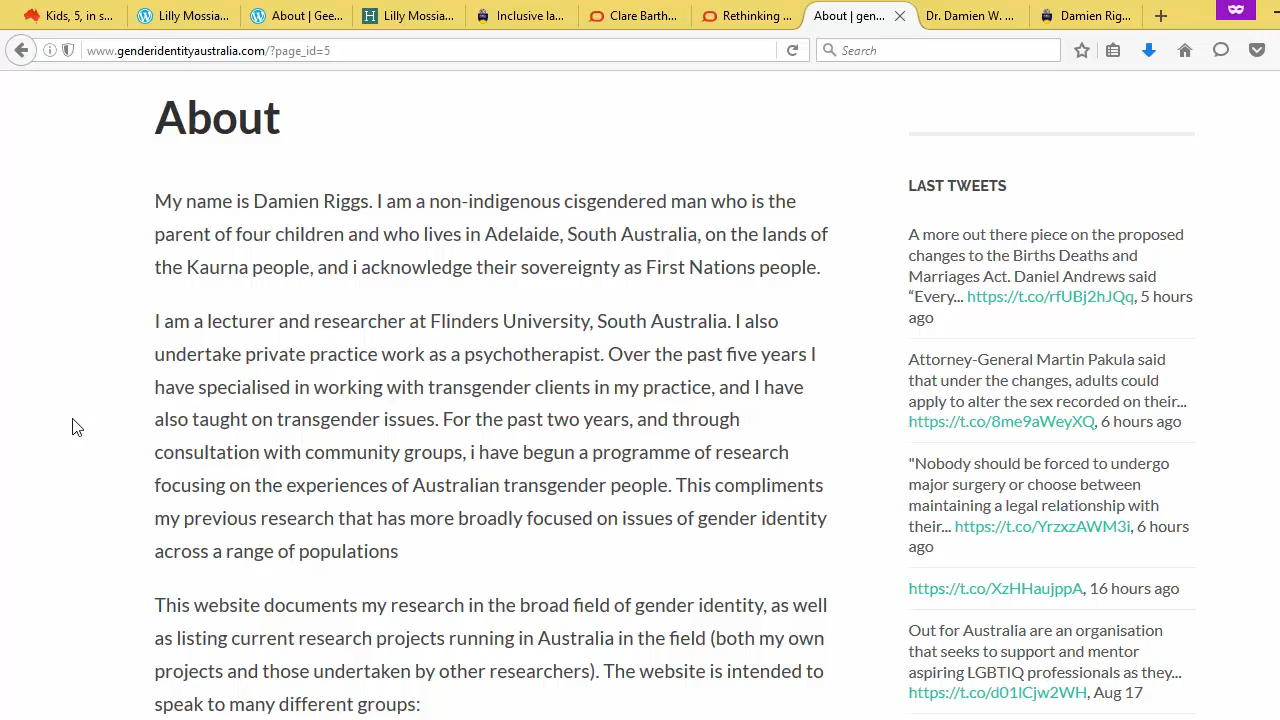 Kids, 5, in s...
Lilly Mossia...
About | Gee...
Lilly Mossia...
Inclusive la...
Clare Barth...
Rethinking ...
About | gen...
Dr. Damien W. ...
Damien Rig...
www.genderidentityaustralia.com/?page_id=5
Search
About
My name is Damien Riggs. I am a non-indigenous cisgendered man who is the
parent of four children and who lives in Adelaide, South Australia, on the lands of
the Kaurna people, and i acknowledge their sovereignty as First Nations people.
I am a lecturer and researcher at Flinders University, South Australia. I also
undertake private practice work as a psychotherapist. Over the past five years I
have specialised in working with transgender clients in my practice, and I have
also taught on transgender issues. For the past two years, and through
consultation with community groups, i have begun a programme of research
focusing on the experiences of Australian transgender people. This compliments
my previous research that has more broadly focused on issues of gender identity
across a range of populations
This website documents my research in the broad field of gender identity, as well
as listing current research projects running in Australia in the field (both my own
projects and those undertaken by other researchers). The website is intended to
speak to many different groups:
LAST TWEETS
A more out there piece on the proposed
changes to the Births Deaths and
Marriages Act. Daniel Andrews said
“Every... https://t.co/rfUBj2hJQq, 5 hours
ago
Attorney-General Martin Pakula said
that under the changes, adults could
apply to alter the sex recorded on their...
https://t.co/8me9aWeyXQ, 6 hours ago
"Nobody should be forced to undergo
major surgery or choose between
maintaining a legal relationship with
their... https://t.co/YrzxzAWM3i, 6 hours
ago
https://t.co/XzHHaujppA, 16 hours ago
Out for Australia are an organisation
that seeks to support and mentor
aspiring LGBTIQ professionals as they...
https://t.co/d01lCjw2WH, Aug 17